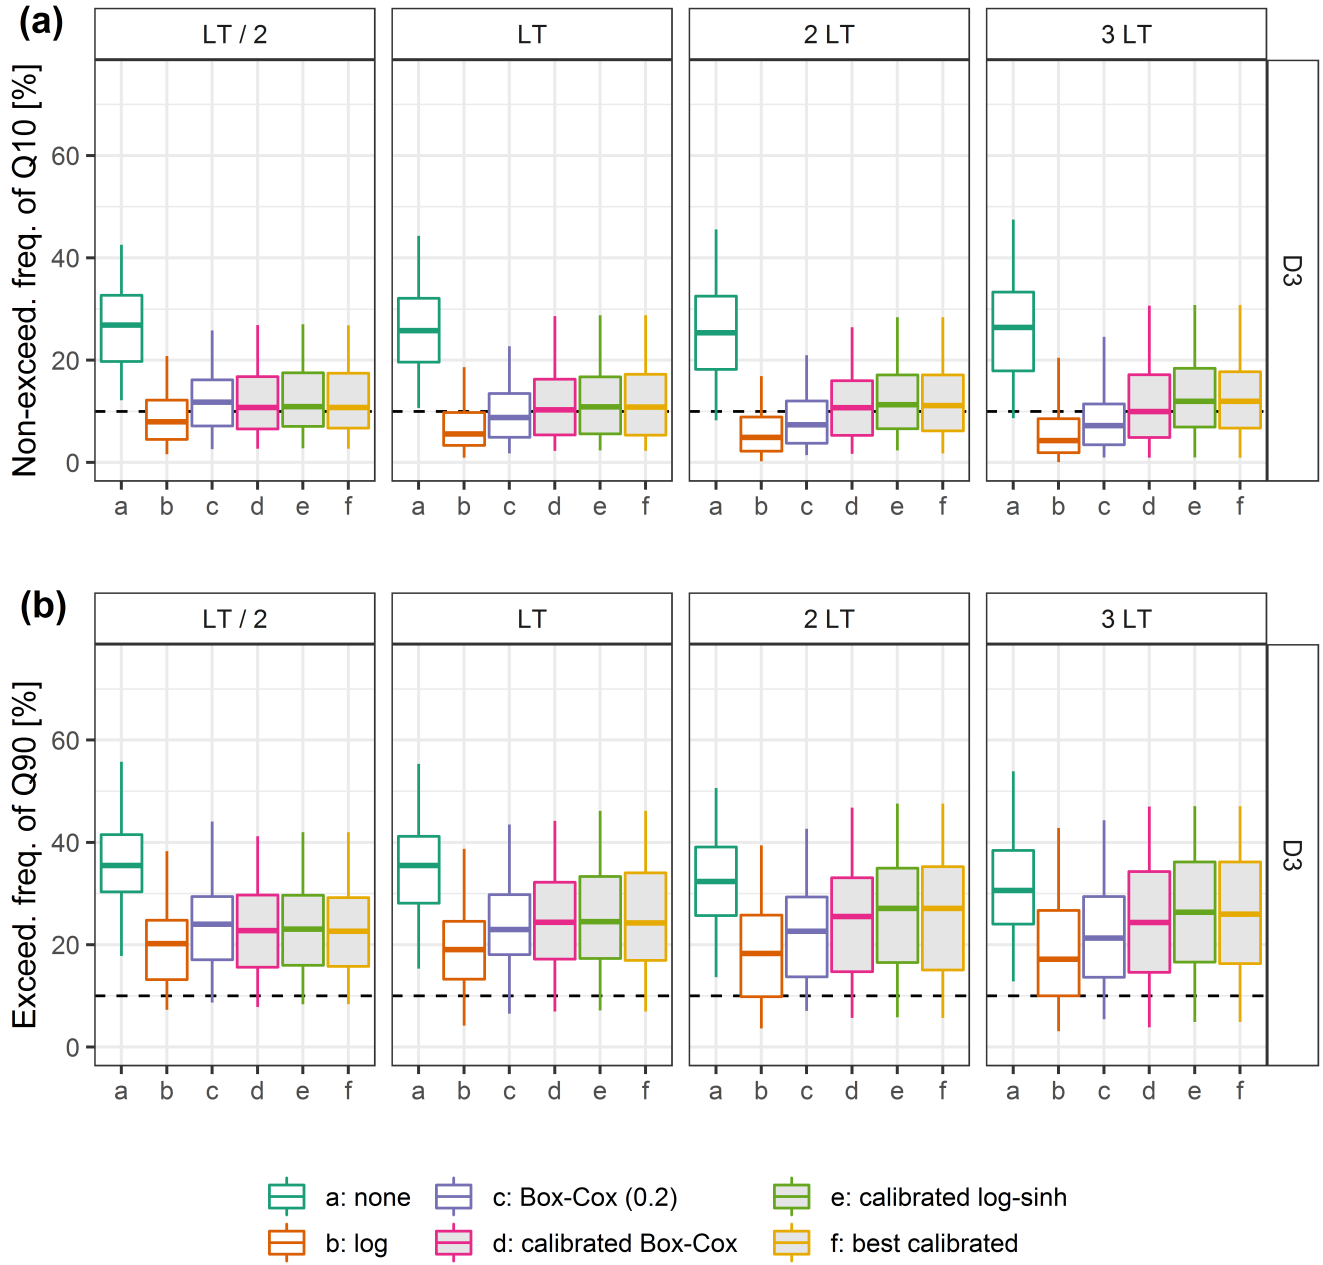 (a)
LT / 2 LT 2 LT 3 LT
Non-exceed. freq. of Q10 [%]
60
40
20
0
D3
a b c d e f a b c d e f a b c d e f a b c d e f
(b)
LT / 2 LT 2 LT 3 LT
Exceed. freq. of Q90 [%]
60
40
20
0
D3
a b c d e f a b c d e f a b c d e f a b c d e f
a: none c: Box-Cox (0.2) e: calibrated log-sinh
b: log d: calibrated Box-Cox f: best calibrated